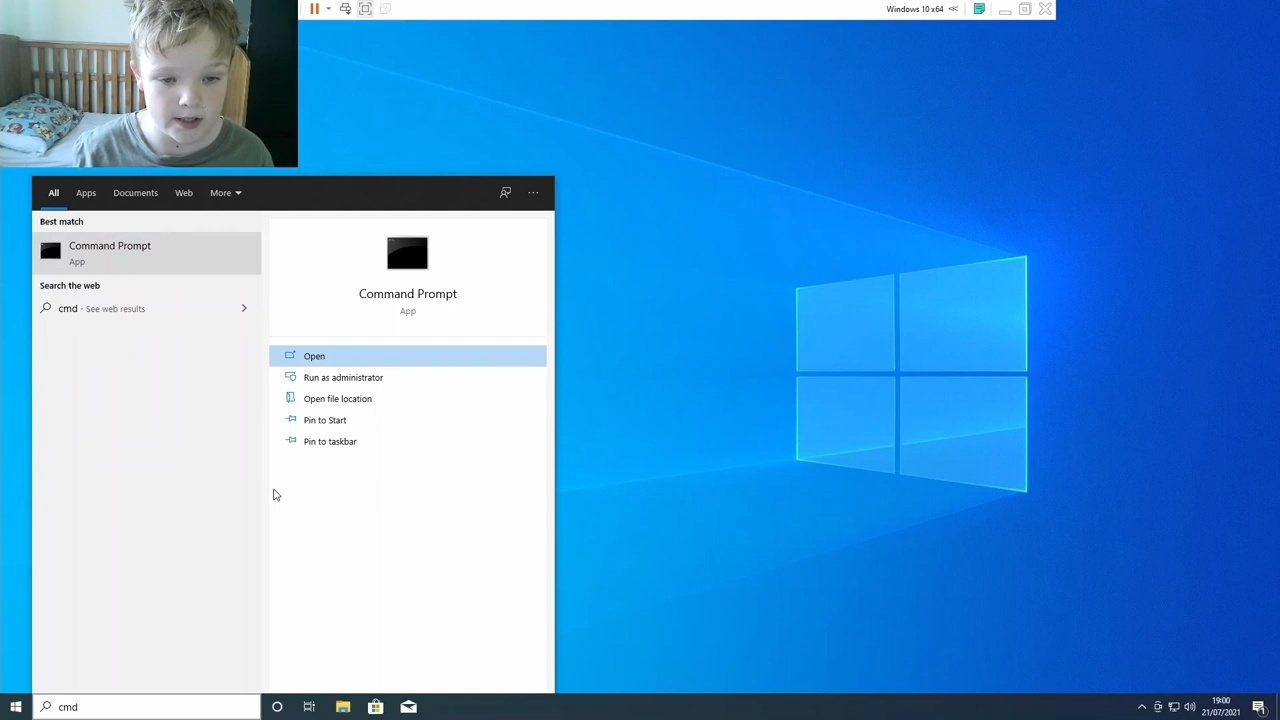 Windows 10 x64
All Apps Documents Web More
Best match
Command Prompt
App
Search the web
cmd - See web results
Command Prompt
App
Open
Run as administrator
Open file location
Pin to Start
Pin to taskbar
cmd
19:00
21/07/2021
1